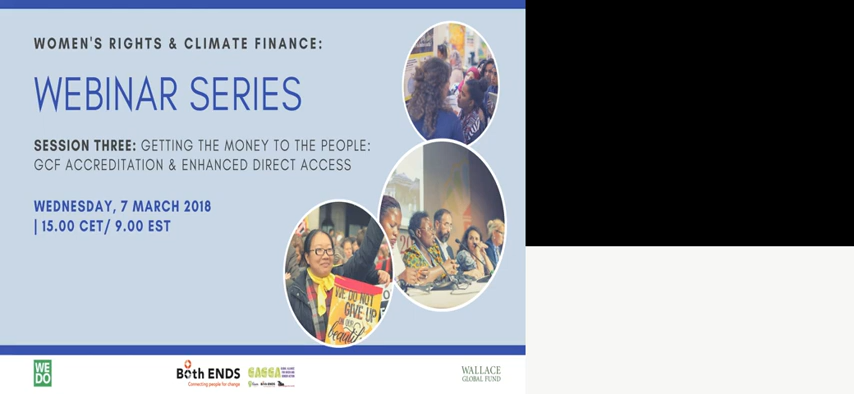 WOMEN'S RIGHTS & CLIMATE FINANCE:
WEBINAR SERIES
SESSION THREE: GETTING THE MONEY TO THE PEOPLE:
GCF ACCREDITATION & ENHANCED DIRECT ACCESS
WEDNESDAY, 7 MARCH 2018
| 15.00 CET/ 9.00 EST
WE DO NOT
GIVE UP
beautiful
WE
DO
Both ENDS
Connecting people for change
GAGGA
WALLACE
GLOBAL FUND